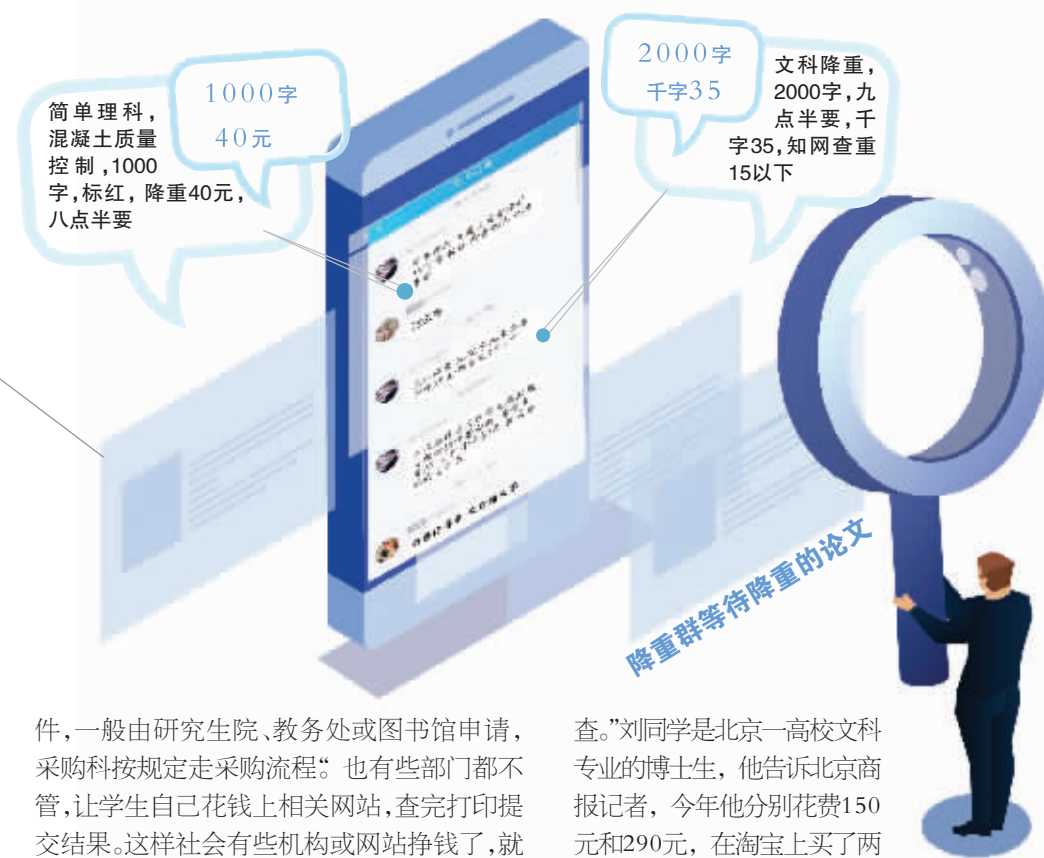 简单理科，
混凝土质量
控制，1000
字，标红，降重40元，
八点半要
1000字
40元
2000字
千字35
文科降重，
2000字，九
点半要，千
字35，知网查重
15以下
降重群等待降重的论文
件，一般由研究生院、教务处或图书馆申请，
采购科按规定走采购流程。“也有些部门都不
管，让学生自己花钱上相关网站，查完打印提
交结果。这样社会有些机构或网站挣钱了，就
查。”刘同学是北京一高校文科
专业的博士生，他告诉北京商
报记者，今年他分别花费150
元和290元，在淘宝上买了两